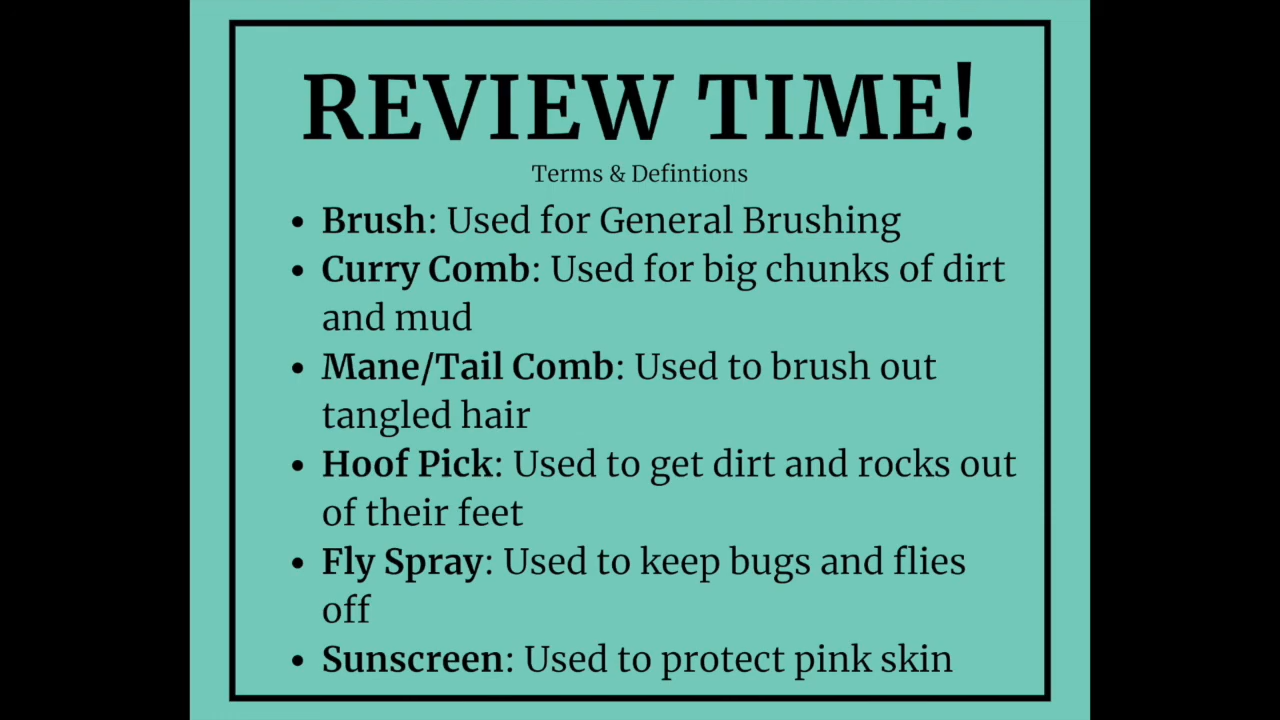 REVIEW TIME!
Terms & Defintions
• Brush: Used for General Brushing
• Curry Comb: Used for big chunks of dirt
and mud
• Mane/Tail Comb: Used to brush out
tangled hair
• Hoof Pick: Used to get dirt and rocks out
of their feet
• Fly Spray: Used to keep bugs and flies
off
• Sunscreen: Used to protect pink skin